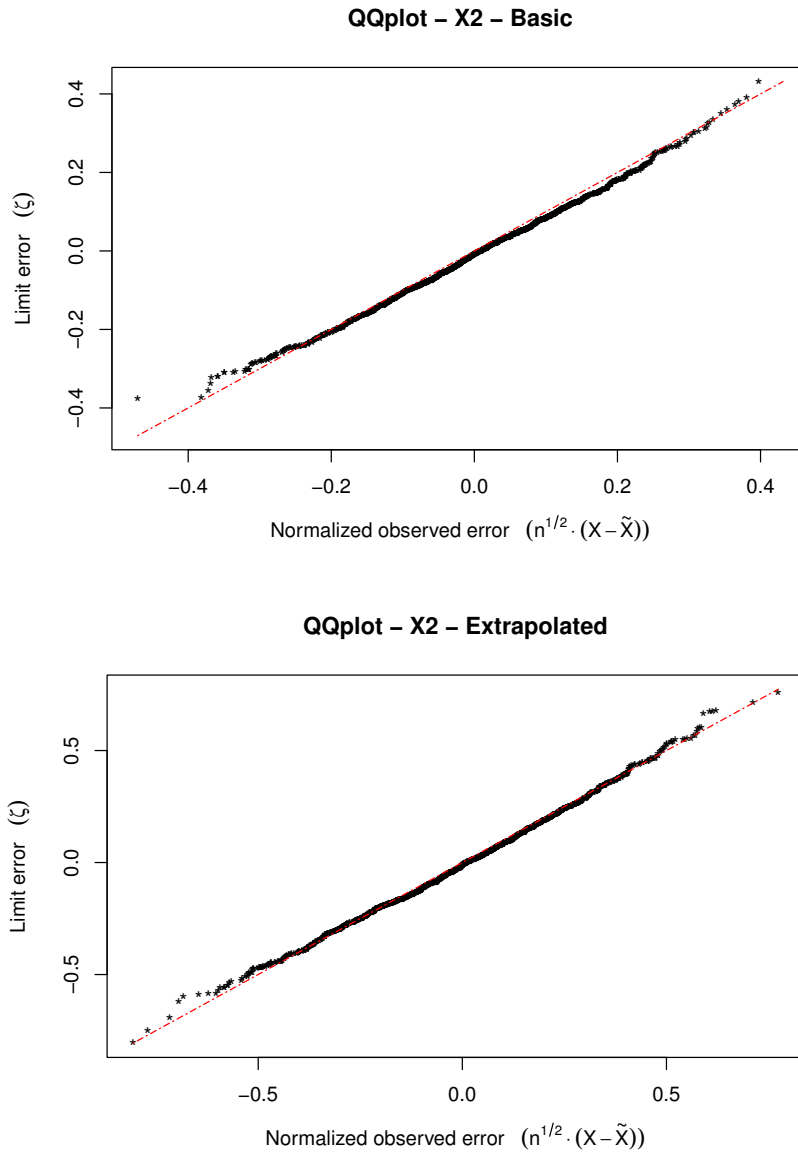 QQplot − X2 − Basic
0.4
0.2
0.0
−0.2
−0.4
Limit error (ζ)
−0.4 −0.2 0.0 0.2 0.4
Normalized observed error (n^{1/2} · (X − X̃))
QQplot − X2 − Extrapolated
0.5
0.0
−0.5
Limit error (ζ)
−0.5 0.0 0.5
Normalized observed error (n^{1/2} · (X − X̃))